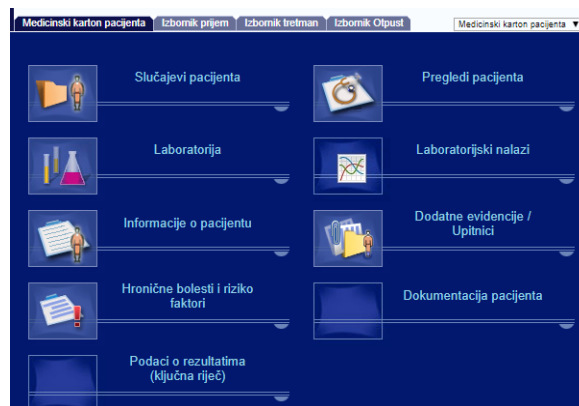 Medicinski karton pacijenta Izbornik prijem Izbornik tretman Izbornik Otpust Medicinski karton pacijenta
Slučajevi pacijenta
Pregledi pacijenta
Laboratorija
Laboratorijski nalazi
Informacije o pacijentu
Dodatne evidencije /
Upitnici
Hronične bolesti i riziko
faktori
Dokumentacija pacijenta
Podaci o rezultatima
(ključna riječ)